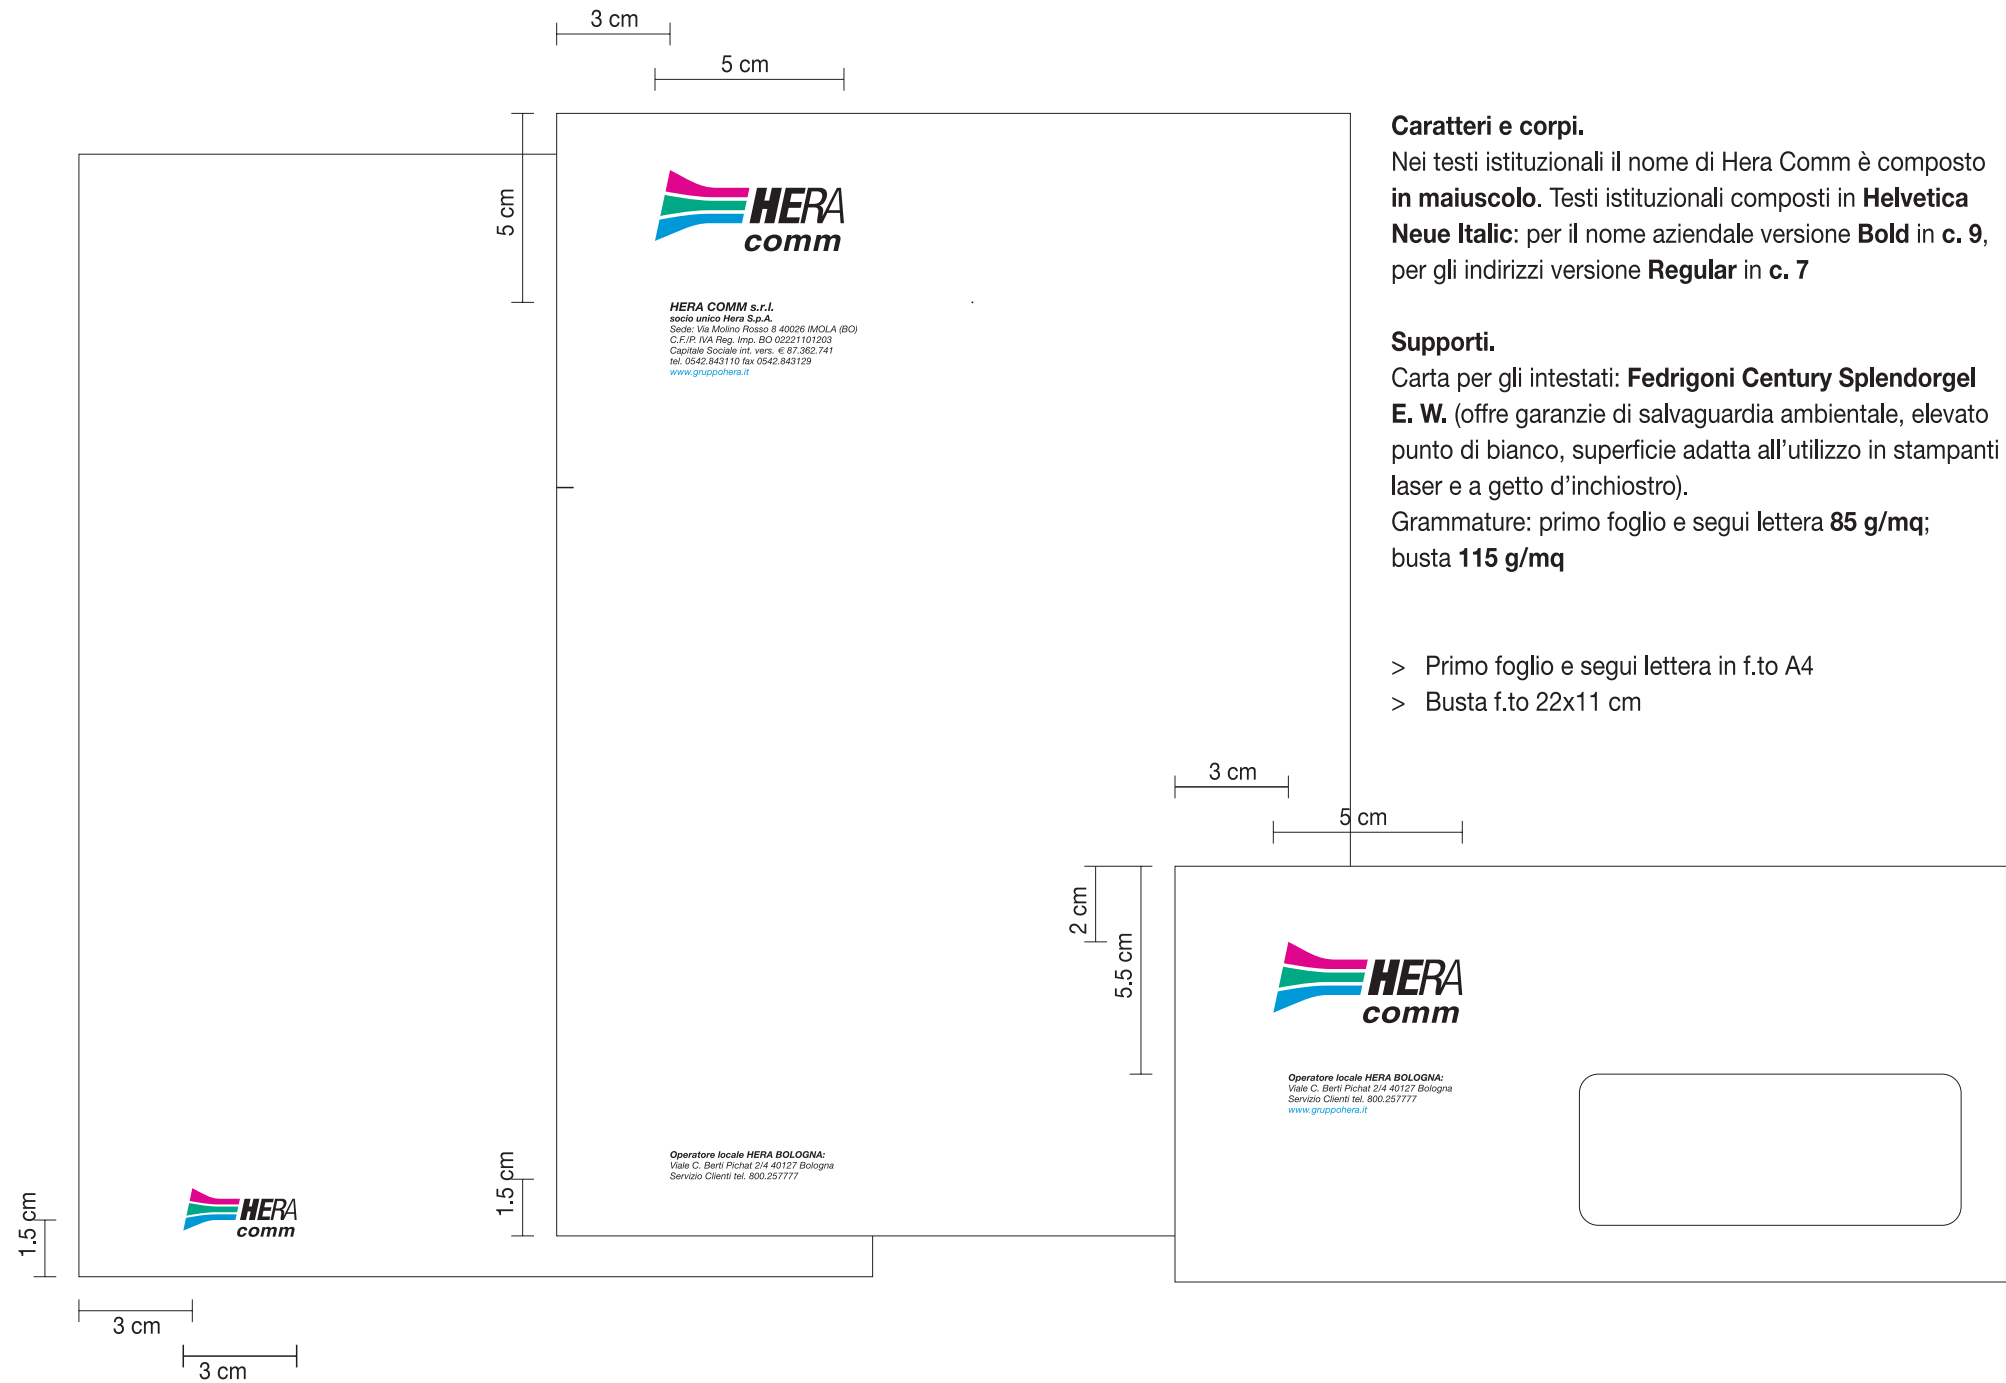 3 cm
5 cm
5 cm
HERA
comm
HERA COMM s.r.l.
socio unico Hera S.p.A.
Sede: Via Molino Rosso 8 40026 IMOLA (BO)
C.F./P. IVA Reg. Imp. BO 02221101203
Capitale Sociale int. vers. € 87.362.741
tel. 0542.843110 fax 0542.843129
www.gruppohera.it
Operatore locale HERA BOLOGNA:
Viale C. Berti Pichat 2/4 40127 Bologna
Servizio Clienti tel. 800.257777
1.5 cm
HERA
comm
1.5 cm
3 cm
3 cm
Caratteri e corpi.
Nei testi istituzionali il nome di Hera Comm è composto
in maiuscolo. Testi istituzionali composti in Helvetica
Neue Italic: per il nome aziendale versione Bold in c. 9,
per gli indirizzi versione Regular in c. 7
Supporti.
Carta per gli intestati: Fedrigoni Century Splendorgel
E. W. (offre garanzie di salvaguardia ambientale, elevato
punto di bianco, superficie adatta all'utilizzo in stampanti
laser e a getto d'inchiostro).
Grammature: primo foglio e segui lettera 85 g/mq;
busta 115 g/mq
> Primo foglio e segui lettera in f.to A4
> Busta f.to 22x11 cm
3 cm
5 cm
2 cm
5.5 cm
HERA
comm
Operatore locale HERA BOLOGNA:
Viale C. Berti Pichat 2/4 40127 Bologna
Servizio Clienti tel. 800.257777
www.gruppohera.it